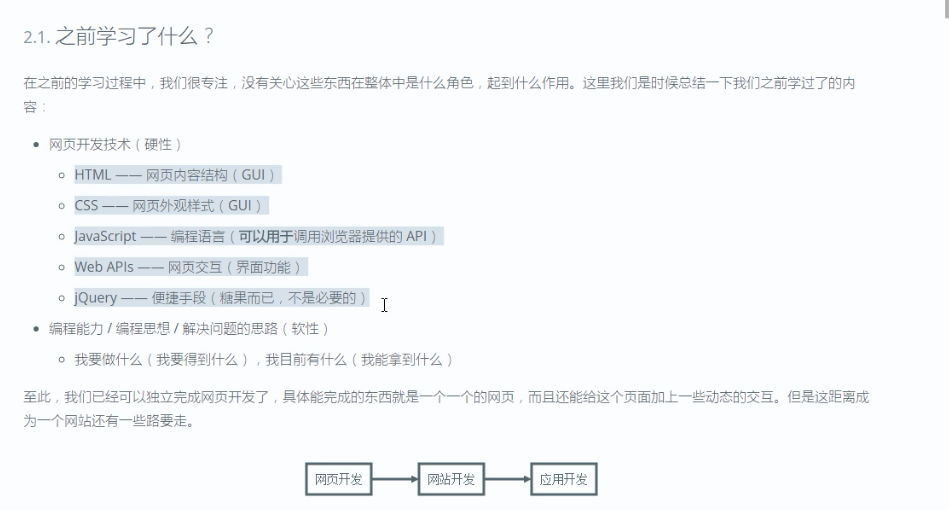 2.1. 之前学习了什么？
在之前的学习过程中，我们很专注，没有关心这些东西在整体中是什么角色，起到什么作用。这里我们是时候总结一下我们之前学过了的内
容：
网页开发技术（硬性）
HTML —— 网页内容结构（GUI）
CSS —— 网页外观样式（GUI）
JavaScript —— 编程语言（可以用于调用浏览器提供的 API）
Web APIs —— 网页交互（界面功能）
jQuery —— 便捷手段（糖果而已，不是必要的）
编程能力 / 编程思想 / 解决问题的思路（软性）
我要做什么（我要得到什么），我目前有什么（我能拿到什么）
至此，我们已经可以独立完成网页开发了，具体能完成的东西就是一个一个的网页，而且还能给这个页面加上一些动态的交互。但是这距离成
为一个网站还有一些路要走。
网页开发 网站开发 应用开发